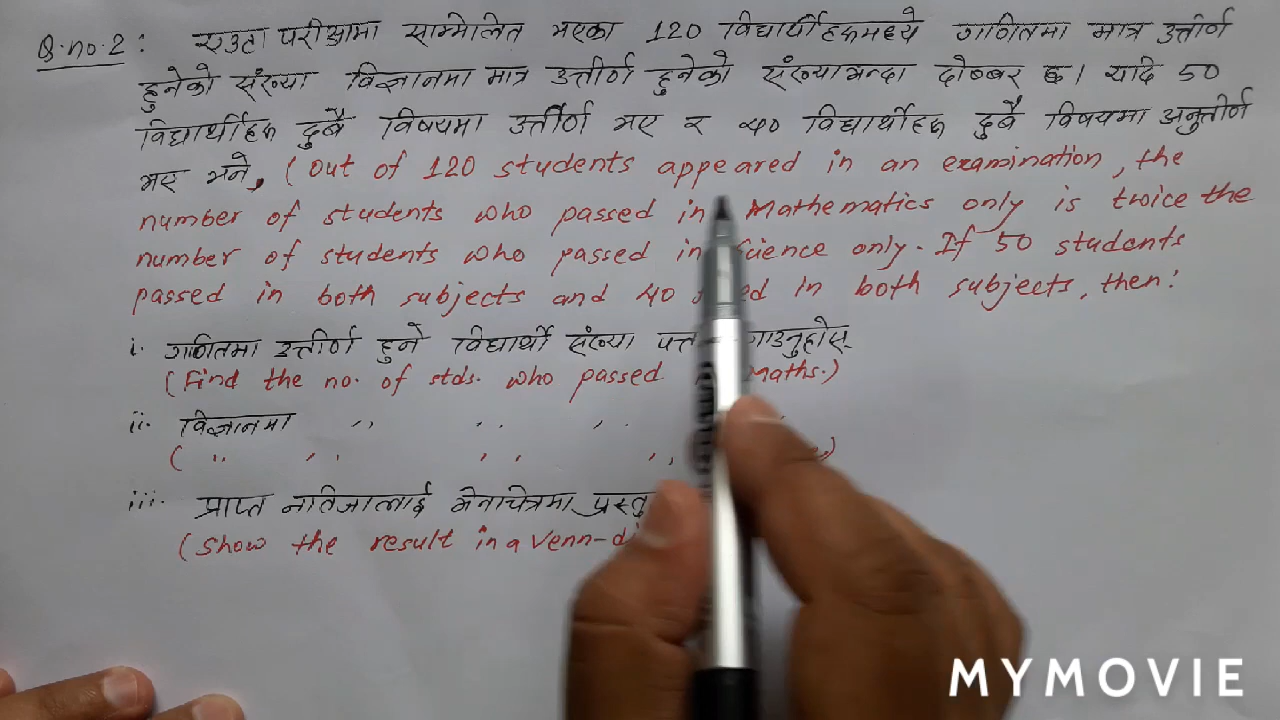 Q.no.2: एउटा परीक्षामा सम्मिलित भएका 120 विद्यार्थीहरूमध्ये गणितमा मात्र उत्तीर्ण
हुनेको संख्या विज्ञानमा मात्र उत्तीर्ण हुनेको संख्याभन्दा दोब्बर छ। यदि 50
विद्यार्थीहरू दुबै विषयमा उत्तीर्ण भए र 40 विद्यार्थीहरू दुबै विषयमा अनुत्तीर्ण
भए भने, (Out of 120 students appeared in an examination, the
number of students who passed in Mathematics only is twice the
number of students who passed in only. If 50 students
passed in both subjects and 40 in both subjects, then:
i. गणितमा उत्तीर्ण हुने विद्यार्थी संख्या
(Find the no. of stds. who passed Maths.)
ii. विज्ञानमा ,, ,, ,,
( ,, ,, ,, ,, )
iii. प्राप्त नतिजालाई भेनचित्रमा
(Show the result in a Venn-
MYMOVIE